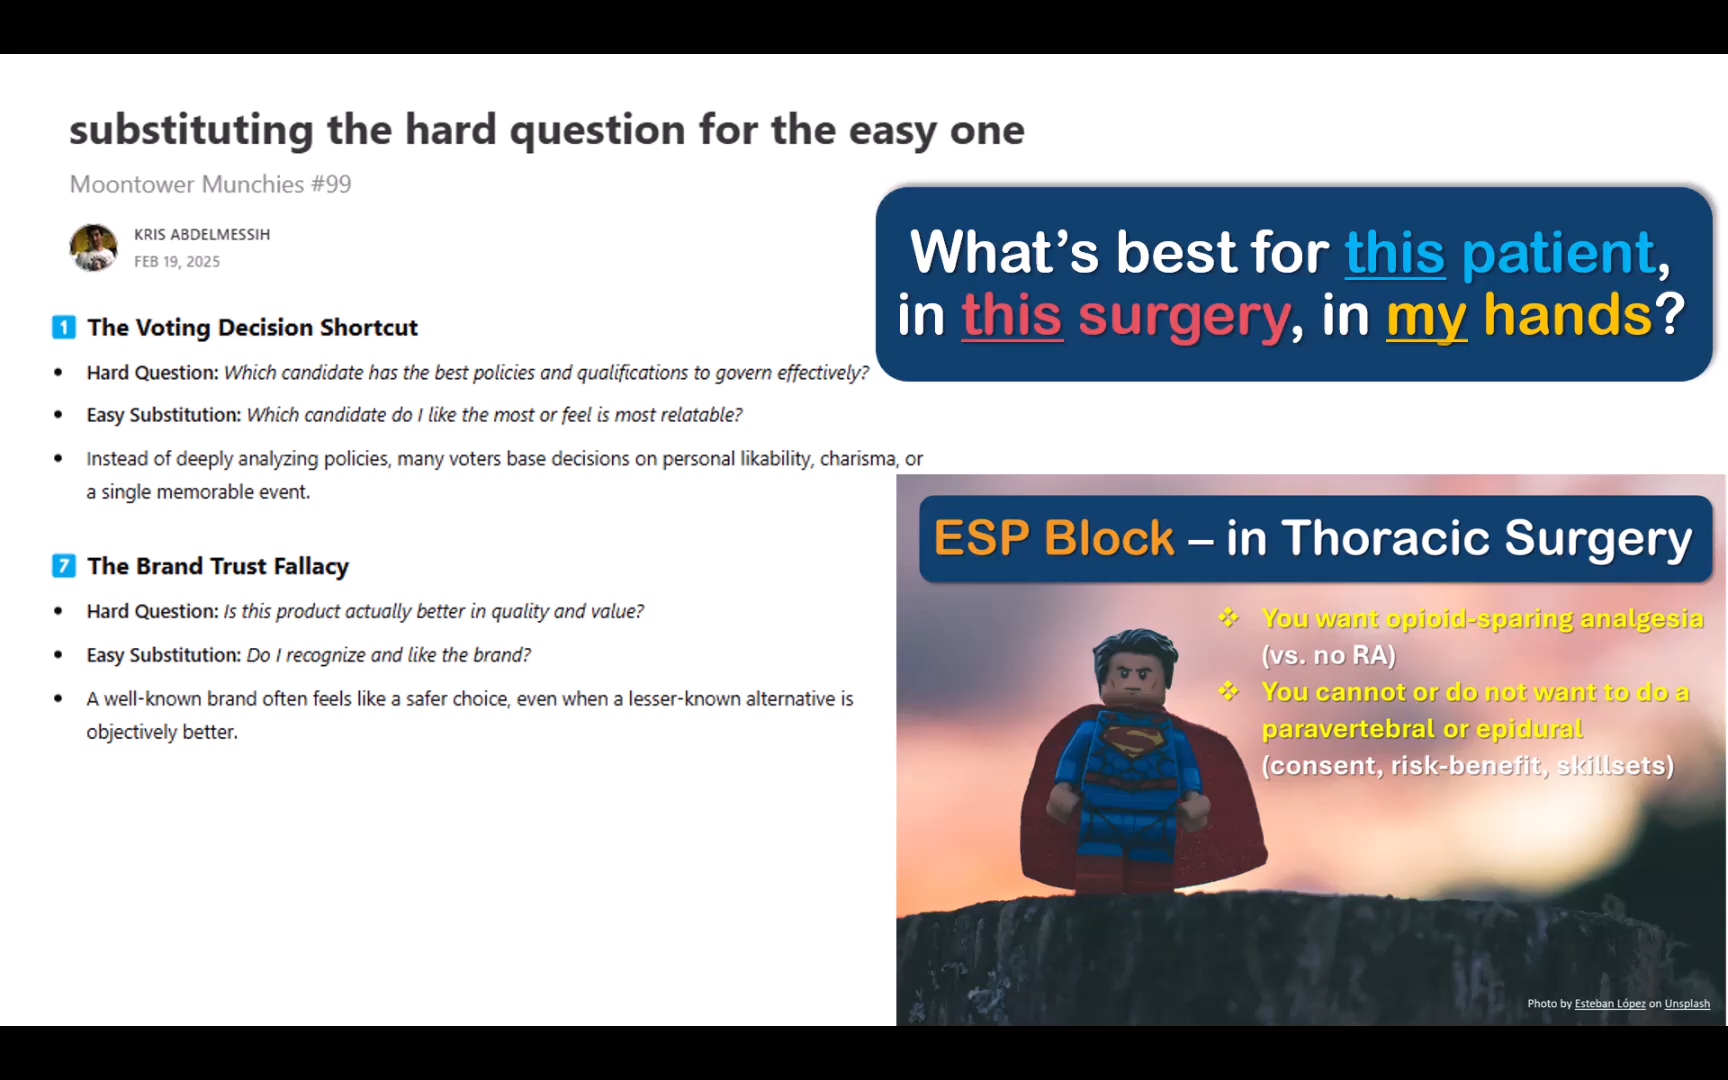 substituting the hard question for the easy one
Moontower Munchies #99
KRIS ABDELMESSIH
FEB 19, 2025
1 The Voting Decision Shortcut
• Hard Question: Which candidate has the best policies and qualifications to govern effectively?
• Easy Substitution: Which candidate do I like the most or feel is most relatable?
• Instead of deeply analyzing policies, many voters base decisions on personal likability, charisma, or
a single memorable event.
7 The Brand Trust Fallacy
• Hard Question: Is this product actually better in quality and value?
• Easy Substitution: Do I recognize and like the brand?
• A well-known brand often feels like a safer choice, even when a lesser-known alternative is
objectively better.
What's best for this patient,
in this surgery, in my hands?
ESP Block – in Thoracic Surgery
❖ You want opioid-sparing analgesia
(vs. no RA)
❖ You cannot or do not want to do a
paravertebral or epidural
(consent, risk-benefit, skillsets)
Photo by Esteban López on Unsplash